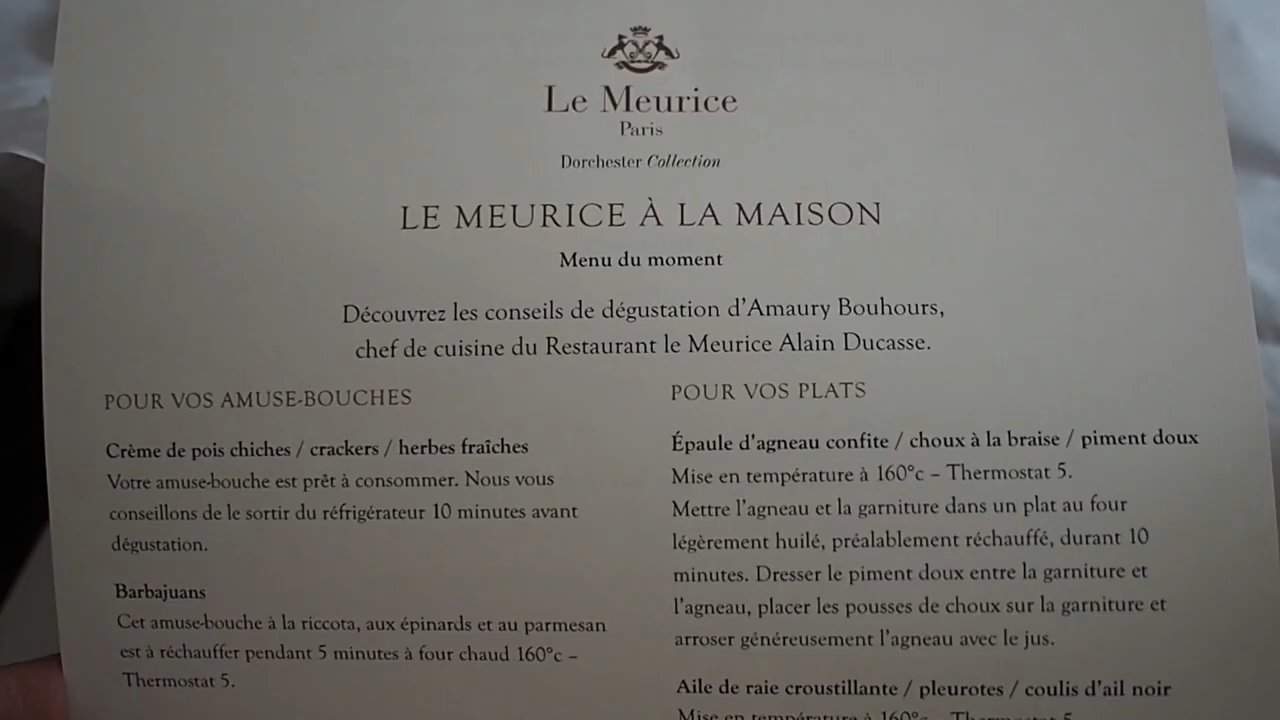 Le Meurice
Paris
Dorchester Collection
LE MEURICE À LA MAISON
Menu du moment
Découvrez les conseils de dégustation d'Amaury Bouhours,
chef de cuisine du Restaurant le Meurice Alain Ducasse.
POUR VOS AMUSE-BOUCHES
Crème de pois chiches / crackers / herbes fraîches
Votre amuse-bouche est prêt à consommer. Nous vous
conseillons de le sortir du réfrigérateur 10 minutes avant
dégustation.
Barbajuans
Cet amuse-bouche à la riccota, aux épinards et au parmesan
est à réchauffer pendant 5 minutes à four chaud 160°c –
Thermostat 5.
POUR VOS PLATS
Épaule d'agneau confite / choux à la braise / piment doux
Mise en température à 160°c – Thermostat 5.
Mettre l'agneau et la garniture dans un plat au four
légèrement huilé, préalablement réchauffé, durant 10
minutes. Dresser le piment doux entre la garniture et
l'agneau, placer les pousses de choux sur la garniture et
arroser généreusement l'agneau avec le jus.
Aile de raie croustillante / pleurotes / coulis d'ail noir
Mise en température à 160°c – Thermostat 5.